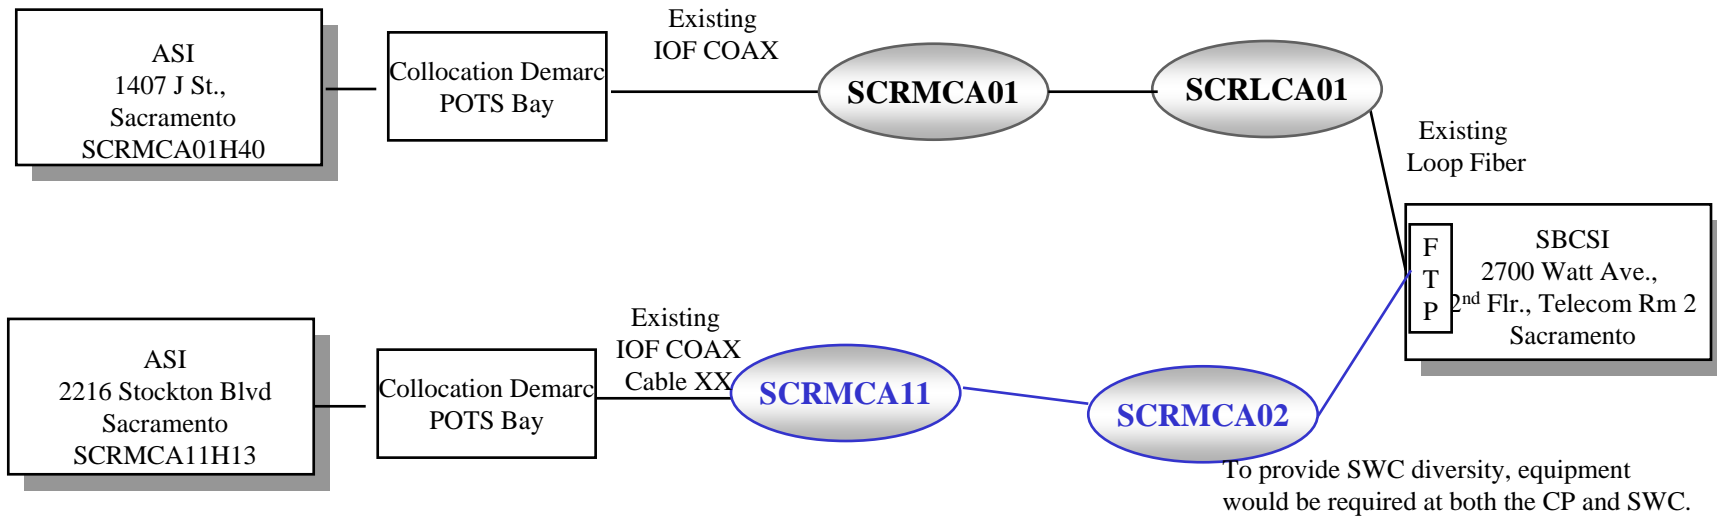 ASI
1407 J St.,
Sacramento
SCRMCA01H40
Collocation Demarc
POTS Bay
Existing
IOF COAX
SCRMCA01
SCRLCA01
Existing
Loop Fiber
F
T
P
SBCSI
2700 Watt Ave.,
2nd Flr., Telecom Rm 2
Sacramento
ASI
2216 Stockton Blvd
Sacramento
SCRMCA11H13
Collocation Demarc
POTS Bay
Existing
IOF COAX
Cable XX
SCRMCA11
SCRMCA02
To provide SWC diversity, equipment
would be required at both the CP and SWC.